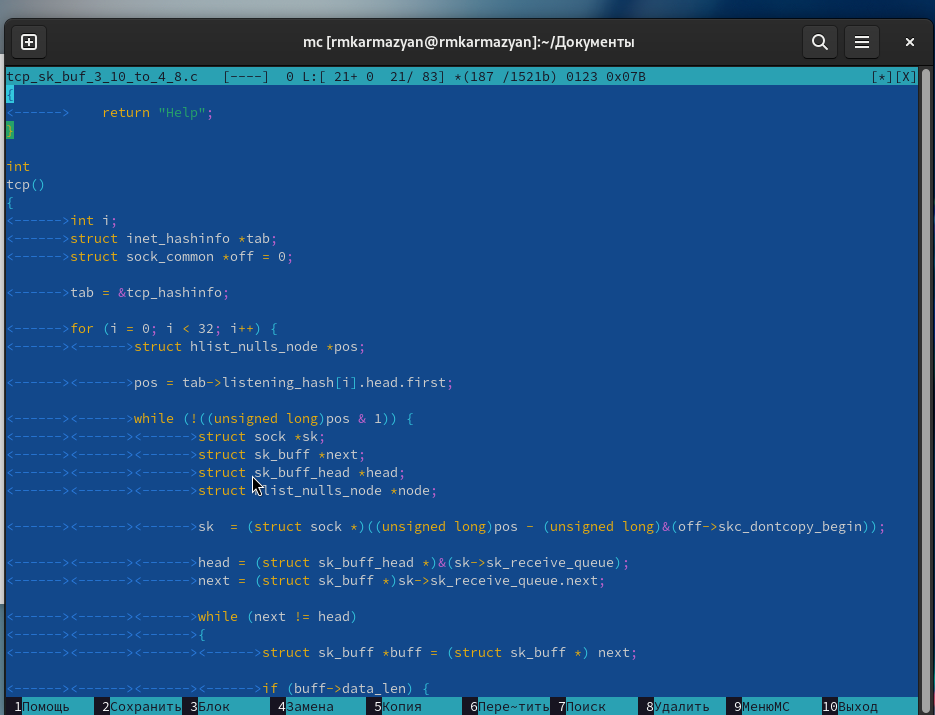 mc [rmkarmazyan@rmkarmazyan]:~/Документы
tcp_sk_buf_3_10_to_4_8.c   [----]  0 L:[ 21+ 0  21/ 83] *(187 /1521b) 0123 0x07B   [*][X]
{
<------>    return "Help";
}
int
tcp()
{
<------>int i;
<------>struct inet_hashinfo *tab;
<------>struct sock_common *off = 0;
<------>tab = &tcp_hashinfo;
<------>for (i = 0; i < 32; i++) {
<------><------>struct hlist_nulls_node *pos;
<------><------>pos = tab->listening_hash[i].head.first;
<------><------>while (!((unsigned long)pos & 1)) {
<------><------><------>struct sock *sk;
<------><------><------>struct sk_buff *next;
<------><------><------>struct sk_buff_head *head;
<------><------><------>struct hlist_nulls_node *node;
<------><------><------>sk  = (struct sock *)((unsigned long)pos - (unsigned long)&(off->skc_dontcopy_begin));
<------><------><------>head = (struct sk_buff_head *)&(sk->sk_receive_queue);
<------><------><------>next = (struct sk_buff *)sk->sk_receive_queue.next;
<------><------><------>while (next != head)
<------><------><------>{
<------><------><------><------>struct sk_buff *buff = (struct sk_buff *) next;
<------><------><------><------>if (buff->data_len) {
1Помощь 2Сохранить 3Блок 4Замена 5Копия 6Пере~тить 7Поиск 8Удалить 9МенюMC 10Выход